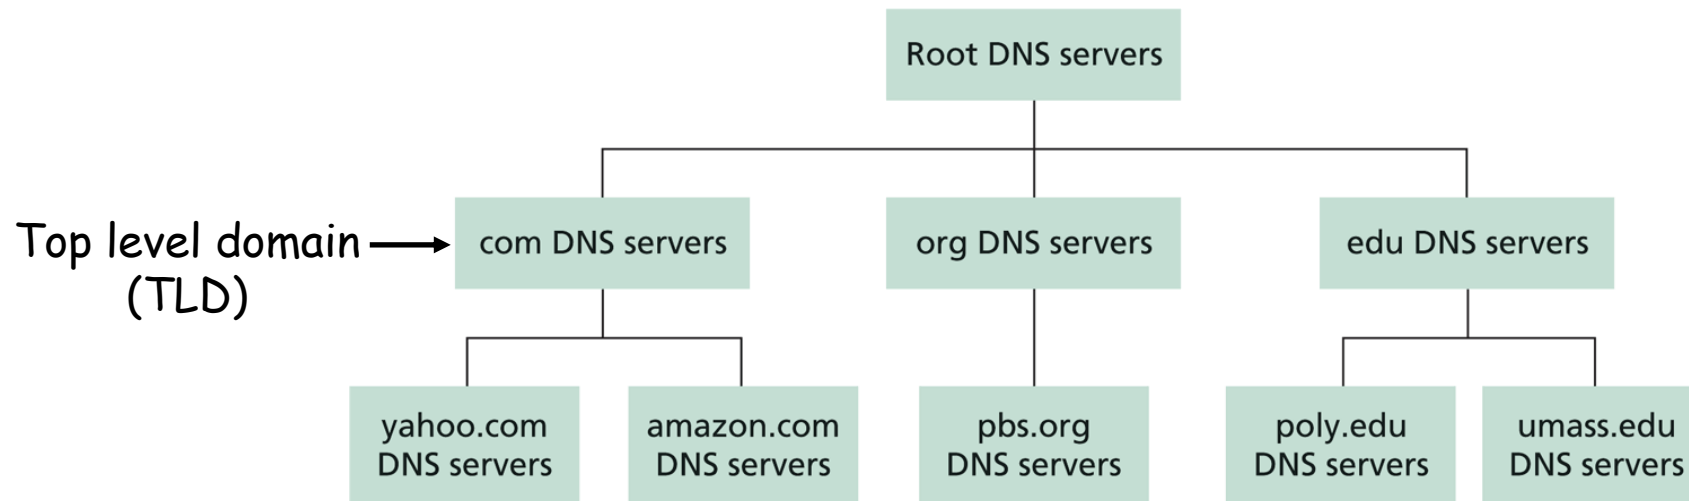 Root DNS servers
Top level domain
(TLD)
com DNS servers
org DNS servers
edu DNS servers
yahoo.com
DNS servers
amazon.com
DNS servers
pbs.org
DNS servers
poly.edu
DNS servers
umass.edu
DNS servers